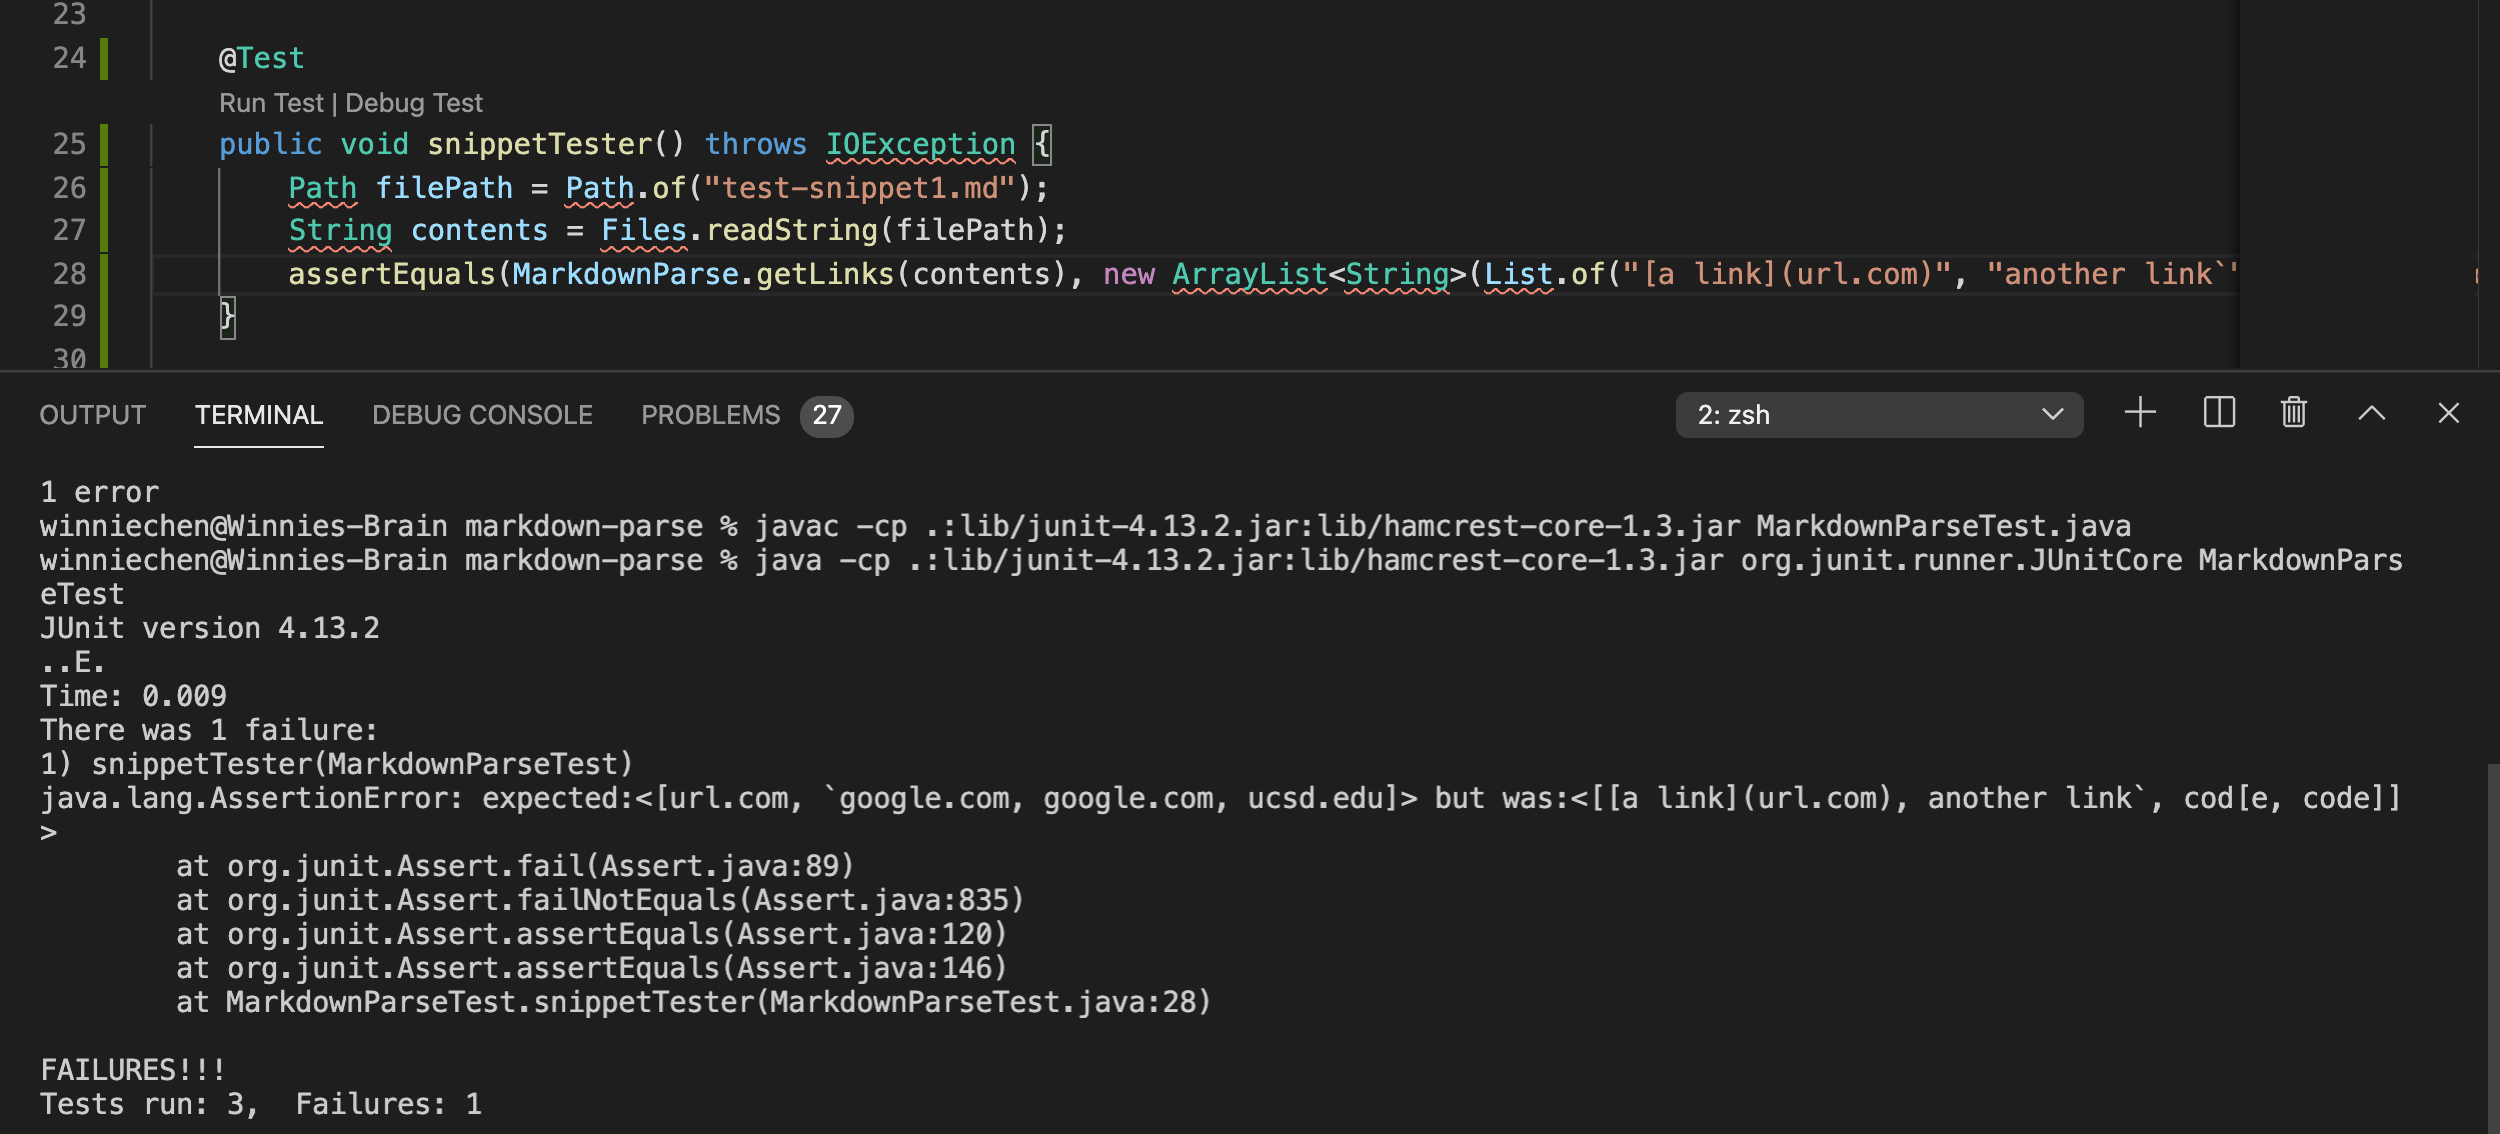 23
24 @Test
Run Test | Debug Test
25 public void snippetTester() throws IOException {
26 Path filePath = Path.of("test-snippet1.md");
27 String contents = Files.readString(filePath);
28 assertEquals(MarkdownParse.getLinks(contents), new ArrayList<String>(List.of("[a link](url.com)", "another link`"
29 }
30
OUTPUT TERMINAL DEBUG CONSOLE PROBLEMS 27 2: zsh
1 error
winniechen@Winnies-Brain markdown-parse % javac -cp .:lib/junit-4.13.2.jar:lib/hamcrest-core-1.3.jar MarkdownParseTest.java
winniechen@Winnies-Brain markdown-parse % java -cp .:lib/junit-4.13.2.jar:lib/hamcrest-core-1.3.jar org.junit.runner.JUnitCore MarkdownPars
eTest
JUnit version 4.13.2
..E.
Time: 0.009
There was 1 failure:
1) snippetTester(MarkdownParseTest)
java.lang.AssertionError: expected:<[url.com, `google.com, google.com, ucsd.edu]> but was:<[[a link](url.com), another link`, cod[e, code]]
>
at org.junit.Assert.fail(Assert.java:89)
at org.junit.Assert.failNotEquals(Assert.java:835)
at org.junit.Assert.assertEquals(Assert.java:120)
at org.junit.Assert.assertEquals(Assert.java:146)
at MarkdownParseTest.snippetTester(MarkdownParseTest.java:28)
FAILURES!!!
Tests run: 3,  Failures: 1